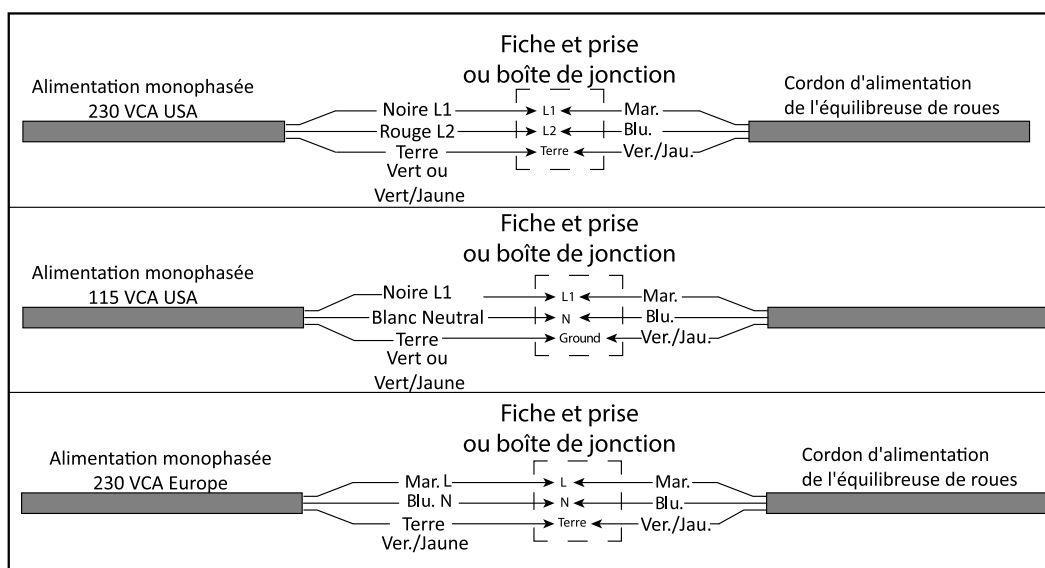 Fiche et prise
ou boîte de jonction
Alimentation monophasée
230 VCA USA
Cordon d'alimentation
de l'équilibreuse de roues
Noire L1
L1
Mar.
Rouge L2
L2
Blu.
Terre
Terre
Ver./Jau.
Vert ou
Vert/Jaune
Fiche et prise
ou boîte de jonction
Alimentation monophasée
115 VCA USA
Noire L1
L1
Mar.
Blanc Neutral
N
Blu.
Terre
Ground
Ver./Jau.
Vert ou
Vert/Jaune
Fiche et prise
ou boîte de jonction
Alimentation monophasée
230 VCA Europe
Cordon d'alimentation
de l'équilibreuse de roues
Mar. L
L
Mar.
Blu. N
N
Blu.
Terre
Terre
Ver./Jau.
Ver./Jaune